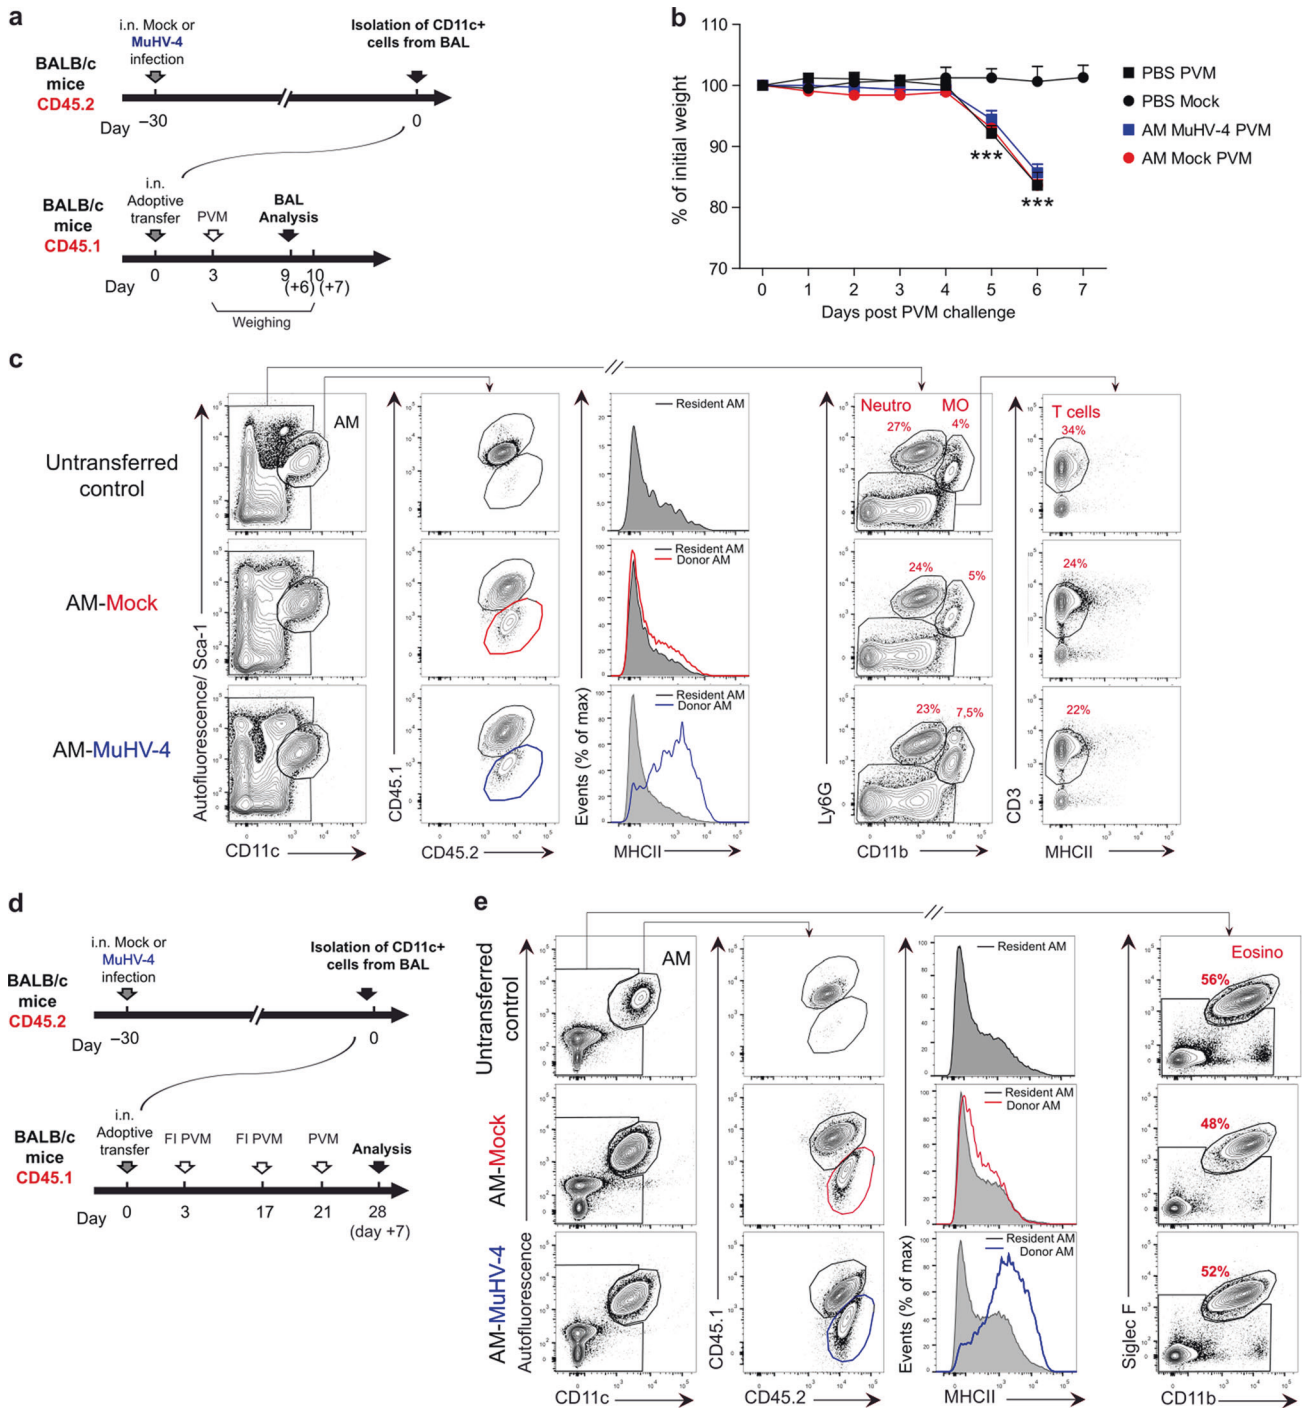 a
i.n. Mock or
MuHV-4
infection
Isolation of CD11c+
cells from BAL
BALB/c
mice
CD45.2
Day
–30
0
i.n.
Adoptive
transfer
PVM
BAL
Analysis
BALB/c
mice
CD45.1
Day
0
3
9
10
(+6) (+7)
Weighing
b
% of initial weight
110
100
90
80
70
***
***
0 1 2 3 4 5 6 7
Days post PVM challenge
PBS PVM
PBS Mock
AM MuHV-4 PVM
AM Mock PVM
c
Untransferred
control
AM-Mock
AM-MuHV-4
AM
Resident AM
Resident AM
Donor AM
Resident AM
Donor AM
Neutro
MO
27%
4%
24%
5%
23%
7,5%
T cells
34%
24%
22%
Autofluorescence/ Sca-1
CD45.1
Events (% of max)
Ly6G
CD3
CD11c
CD45.2
MHCII
CD11b
MHCII
d
i.n. Mock or
MuHV-4
infection
Isolation of CD11c+
cells from BAL
BALB/c
mice
CD45.2
Day
–30
0
i.n.
Adoptive
transfer
FI PVM
FI PVM
PVM
Analysis
BALB/c
mice
CD45.1
Day
0
3
17
21
28
(day +7)
e
Untransferred
control
AM-Mock
AM-MuHV-4
AM
Resident AM
Resident AM
Donor AM
Resident AM
Donor AM
Eosino
56%
48%
52%
Autofluorescence
CD45.1
Events (% of max)
Siglec F
CD11c
CD45.2
MHCII
CD11b